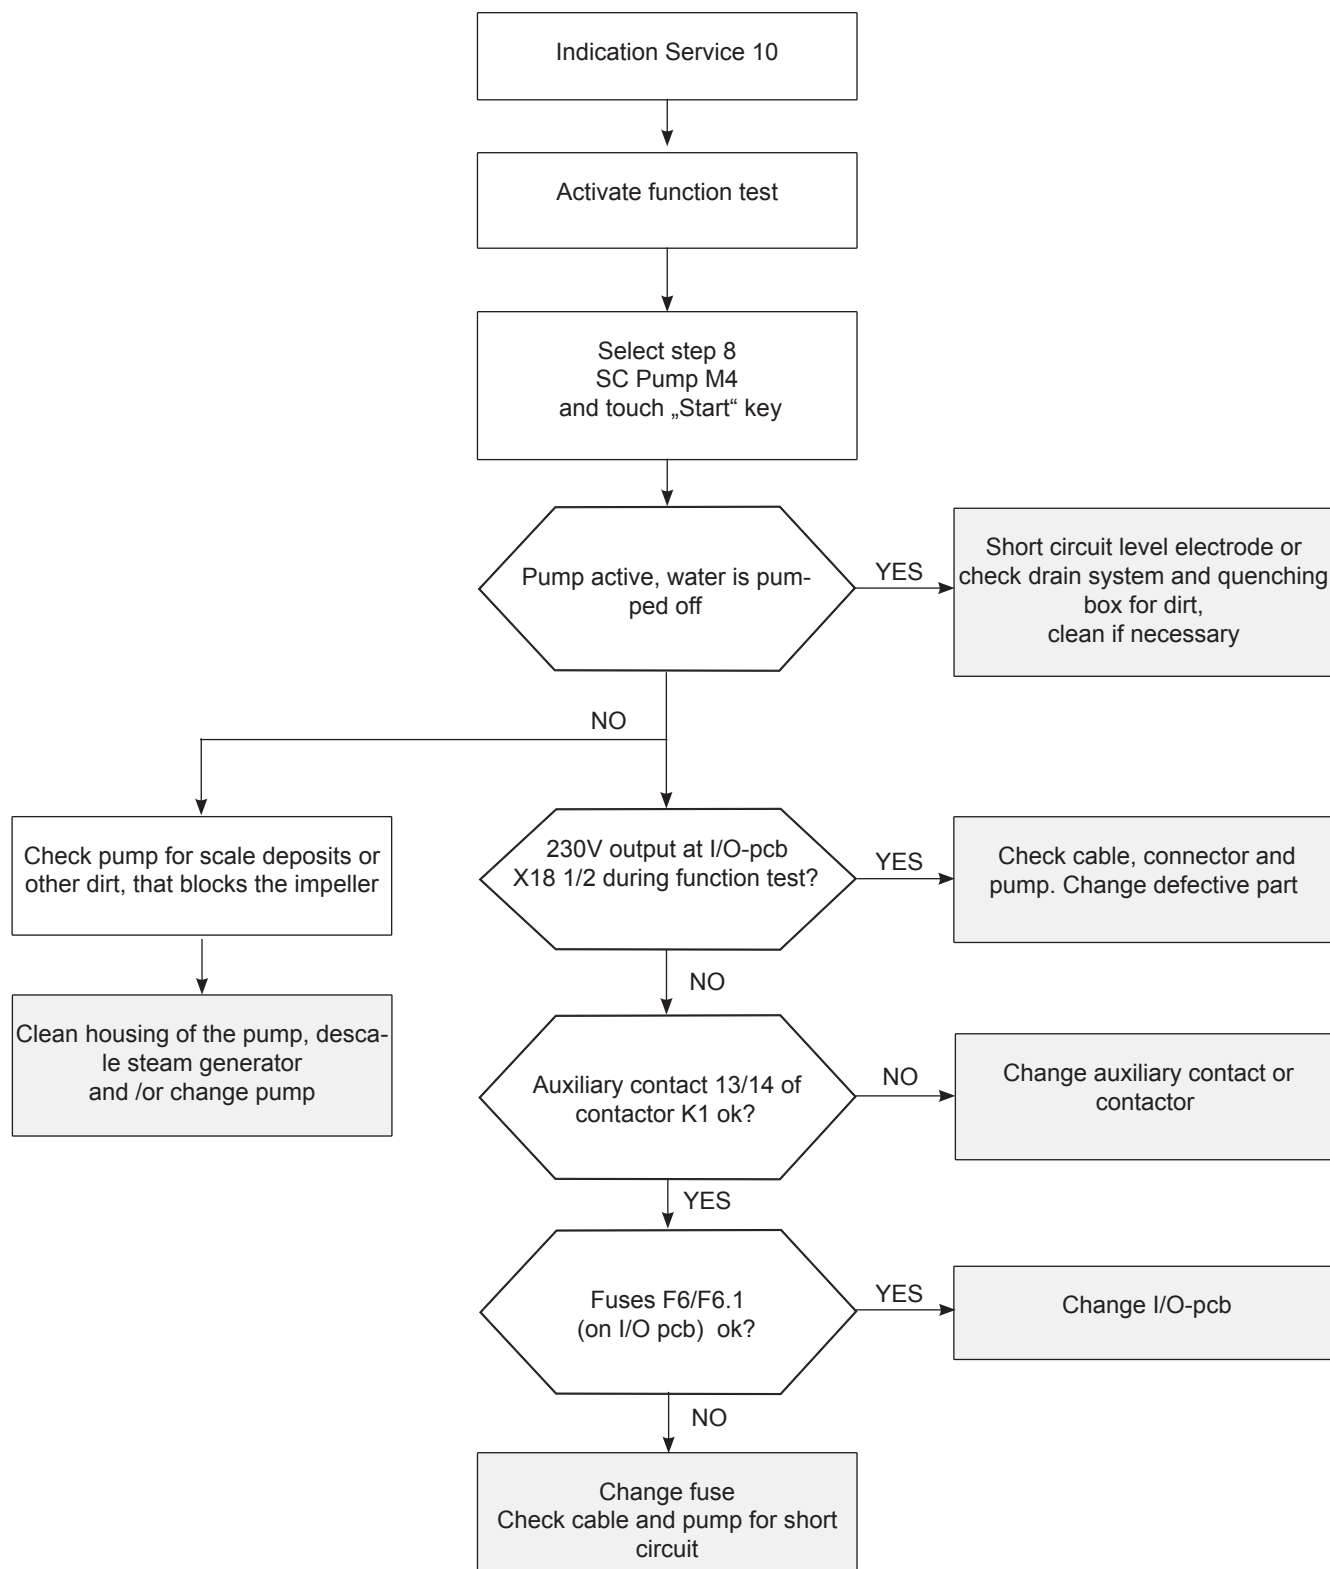 Indication Service 10
Activate function test
Select step 8
SC Pump M4
and touch „Start“ key
Pump active, water is pum-
ped off
YES
Short circuit level electrode or
check drain system and quenching
box for dirt,
clean if necessary
NO
Check pump for scale deposits or
other dirt, that blocks the impeller
Clean housing of the pump, desca-
le steam generator
and /or change pump
230V output at I/O-pcb
X18 1/2 during function test?
YES
Check cable, connector and
pump. Change defective part
NO
Auxiliary contact 13/14 of
contactor K1 ok?
NO
Change auxiliary contact or
contactor
YES
Fuses F6/F6.1
(on I/O pcb)  ok?
YES
Change I/O-pcb
NO
Change fuse
Check cable and pump for short
circuit